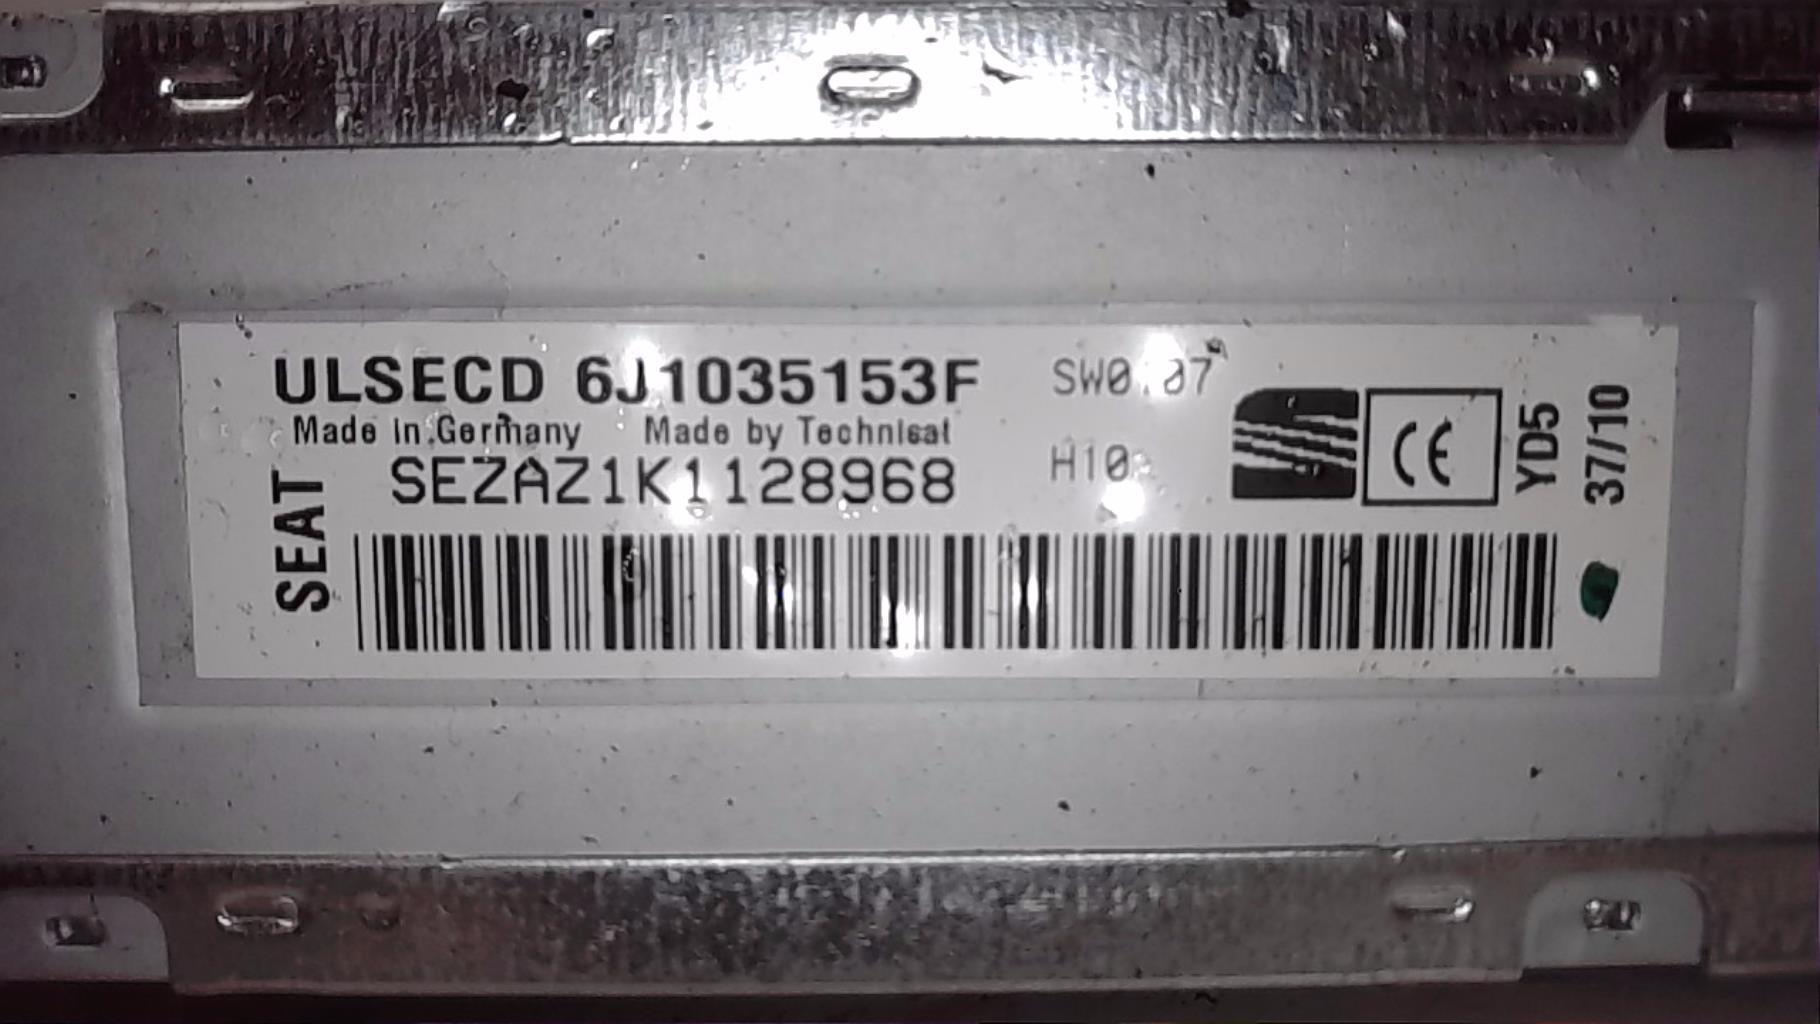 ULSECD 6J1035153F
Made in Germany Made by Technisat
SEZAZ1K1128968
SEAT
H10
CE
YD5
37/10